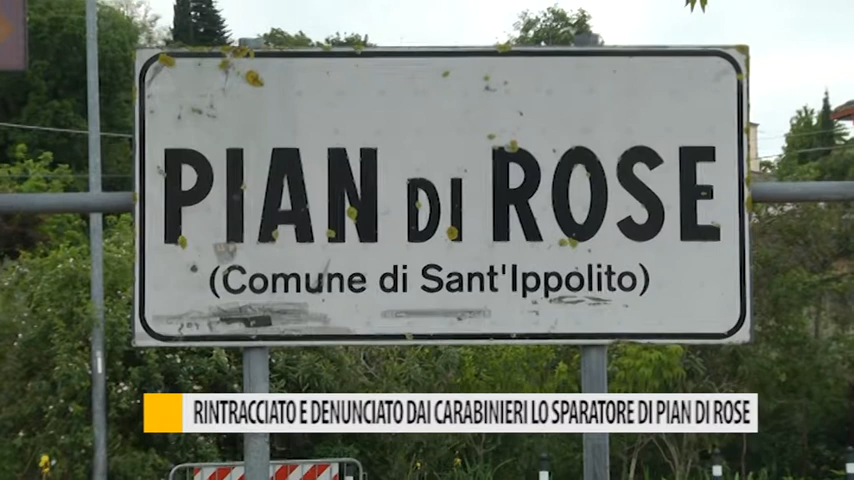 PIAN DI ROSE
(Comune di Sant'Ippolito)
RINTRACCIATO E DENUNCIATO DAI CARABINIERI LO SPARATORE DI PIAN DI ROSE